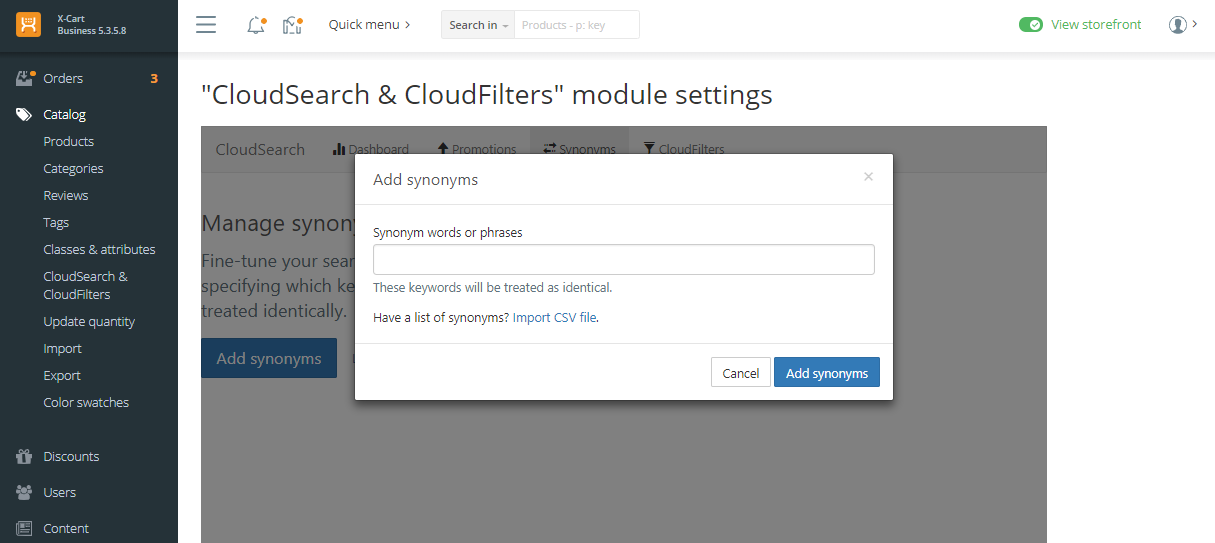 X-Cart
Business 5.3.5.8
Quick menu
Search in
Products - p: key
View storefront
Orders
3
Catalog
Products
Categories
Reviews
Tags
Classes & attributes
CloudSearch &
CloudFilters
Update quantity
Import
Export
Color swatches
Discounts
Users
Content
"CloudSearch & CloudFilters" module settings
CloudSearch
Dashboard
Promotions
Synonyms
CloudFilters
Manage synony
Fine-tune your sear
specifying which ke
treated identically.
Add synonyms
Add synonyms
×
Synonym words or phrases
These keywords will be treated as identical.
Have a list of synonyms? Import CSV file.
Cancel
Add synonyms